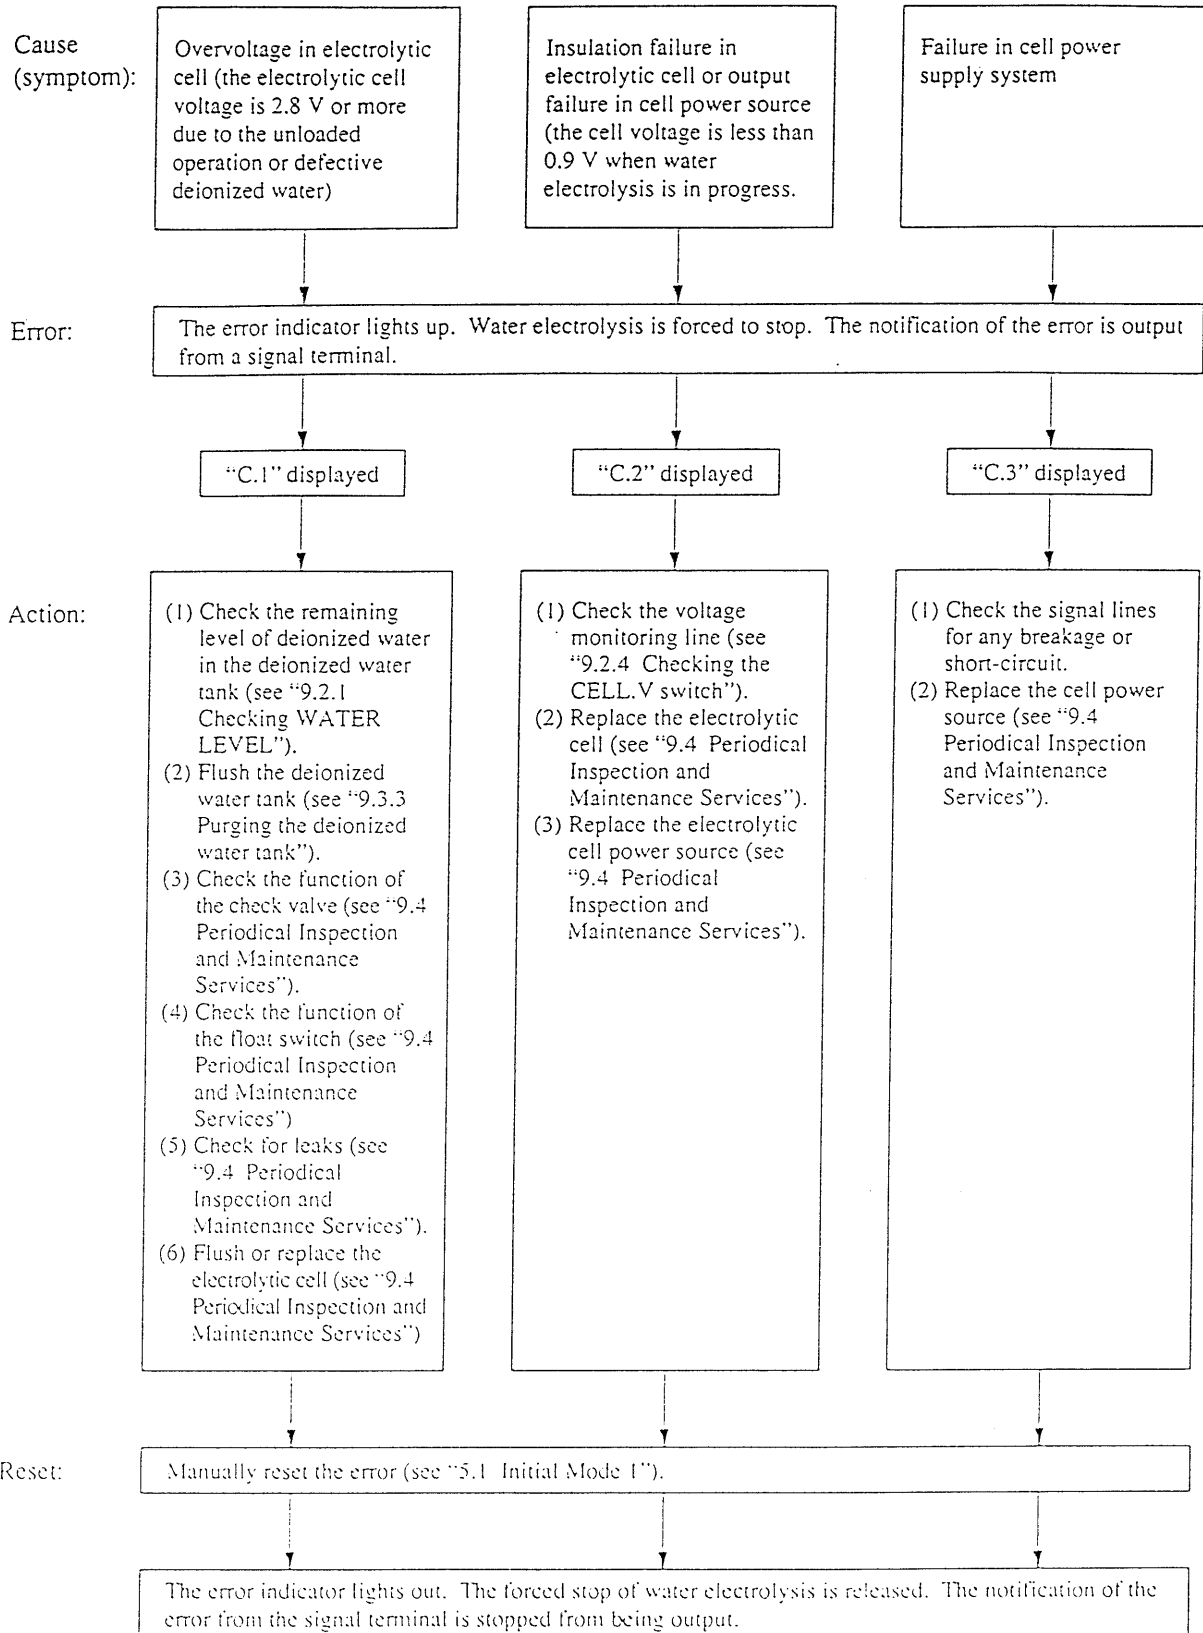 Cause
(symptom):
Overvoltage in electrolytic
cell (the electrolytic cell
voltage is 2.8 V or more
due to the unloaded
operation or defective
deionized water)
Insulation failure in
electrolytic cell or output
failure in cell power source
(the cell voltage is less than
0.9 V when water
electrolysis is in progress.
Failure in cell power
supply system
Error:
The error indicator lights up. Water electrolysis is forced to stop. The notification of the error is output
from a signal terminal.
"C.1" displayed
"C.2" displayed
"C.3" displayed
Action:
(1) Check the remaining
level of deionized water
in the deionized water
tank (see "9.2.1
Checking WATER
LEVEL").
(2) Flush the deionized
water tank (see "9.3.3
Purging the deionized
water tank").
(3) Check the function of
the check valve (see "9.4
Periodical Inspection
and Maintenance
Services").
(4) Check the function of
the float switch (see "9.4
Periodical Inspection
and Maintenance
Services")
(5) Check for leaks (see
"9.4 Periodical
Inspection and
Maintenance Services").
(6) Flush or replace the
electrolytic cell (see "9.4
Periodical Inspection and
Maintenance Services")
(1) Check the voltage
monitoring line (see
"9.2.4 Checking the
CELL.V switch").
(2) Replace the electrolytic
cell (see "9.4 Periodical
Inspection and
Maintenance Services").
(3) Replace the electrolytic
cell power source (see
"9.4 Periodical
Inspection and
Maintenance Services").
(1) Check the signal lines
for any breakage or
short-circuit.
(2) Replace the cell power
source (see "9.4
Periodical Inspection
and Maintenance
Services").
Reset:
Manually reset the error (see "5.1 Initial Mode 1").
The error indicator lights out. The forced stop of water electrolysis is released. The notification of the
error from the signal terminal is stopped from being output.